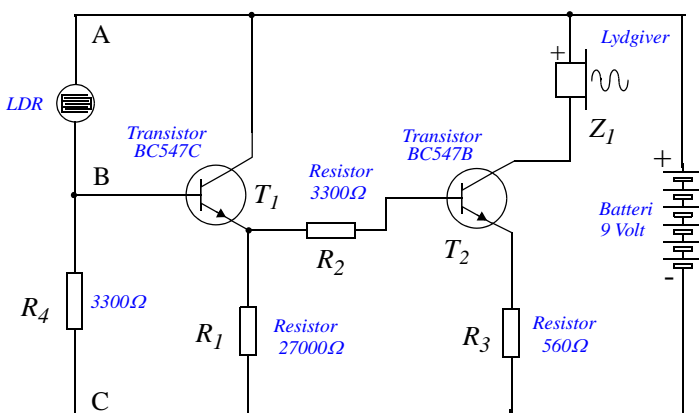 A
Lydgiver
+
LDR
Z1
Transistor
BC547C
Transistor
BC547B
Resistor
3300Ω
B
T1
T2
+
Batteri
9 Volt
-
R2
R4
3300Ω
R1
Resistor
27000Ω
R3
Resistor
560Ω
C